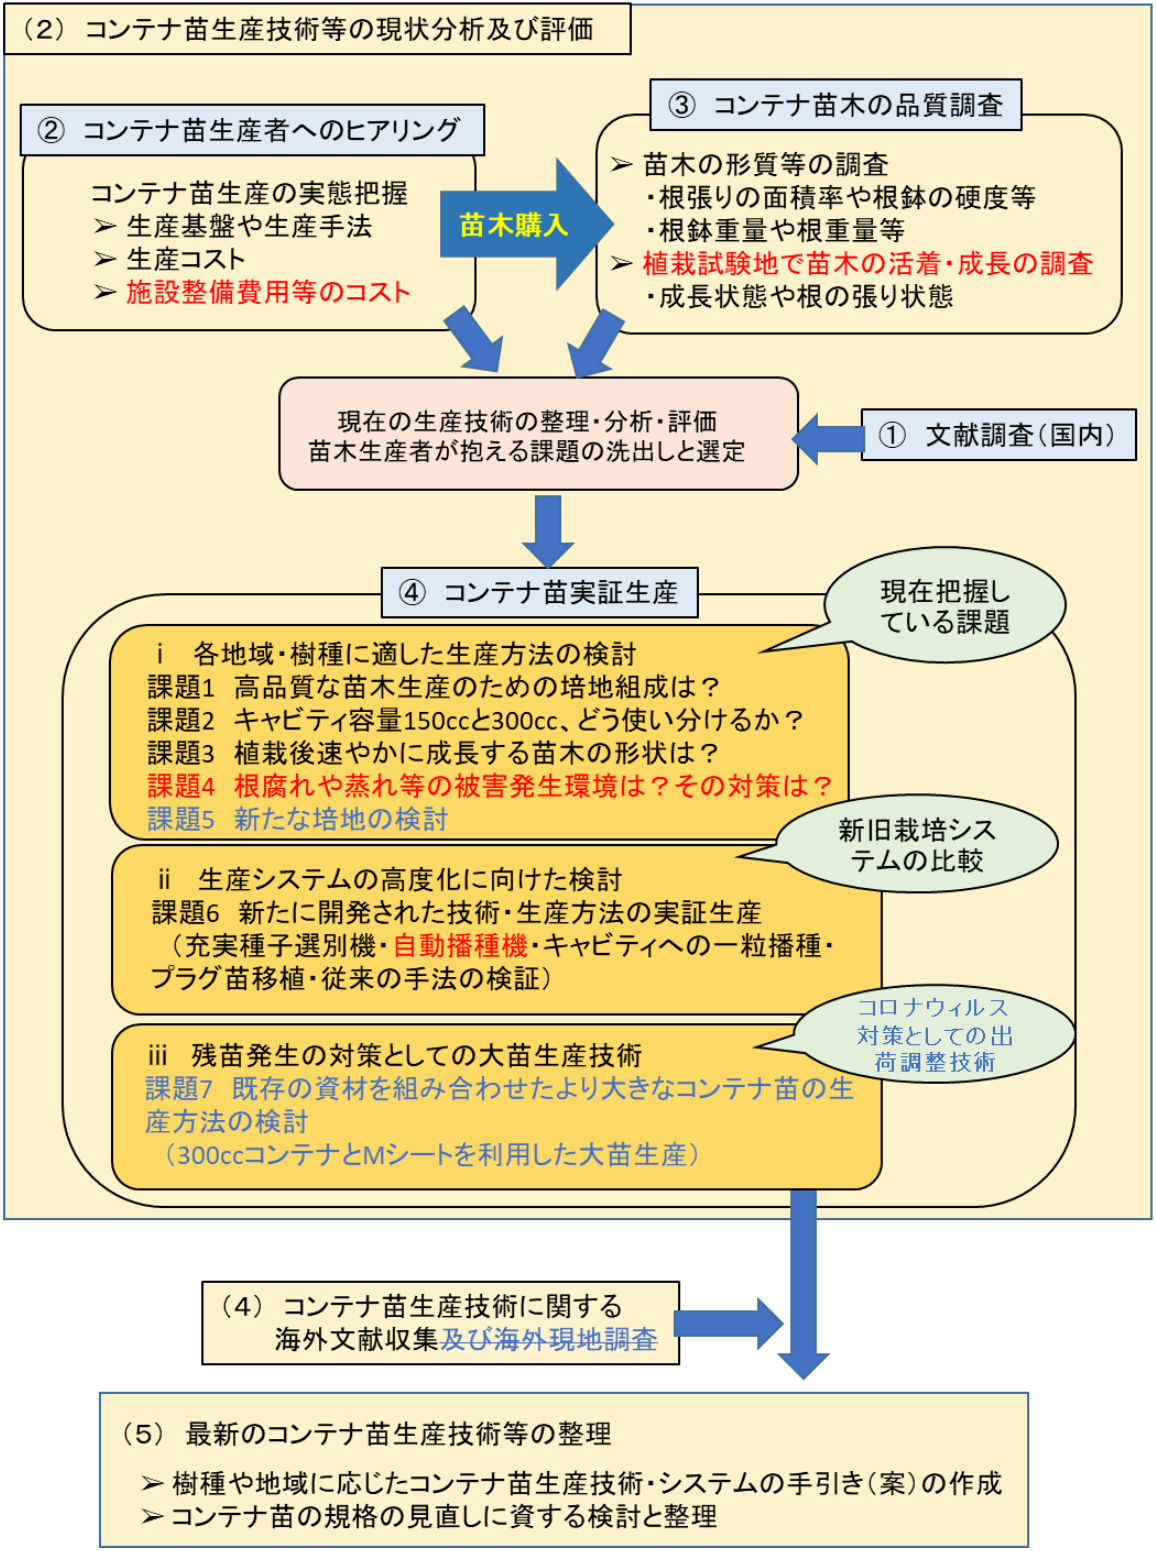 （２） コンテナ苗生産技術等の現状分析及び評価
② コンテナ苗生産者へのヒアリング
コンテナ苗生産の実態把握
➢ 生産基盤や生産手法
➢ 生産コスト
➢ 施設整備費用等のコスト
苗木購入
③ コンテナ苗木の品質調査
➢ 苗木の形質等の調査
・根張りの面積率や根鉢の硬度等
・根鉢重量や根重量等
➢ 植栽試験地で苗木の活着・成長の調査
・成長状態や根の張り状態
現在の生産技術の整理・分析・評価
苗木生産者が抱える課題の洗出しと選定
① 文献調査（国内）
④ コンテナ苗実証生産
現在把握し
ている課題
ⅰ 各地域・樹種に適した生産方法の検討
課題1 高品質な苗木生産のための培地組成は？
課題2 キャビティ容量150ccと300cc、どう使い分けるか？
課題3 植栽後速やかに成長する苗木の形状は？
課題4 根腐れや蒸れ等の被害発生環境は？その対策は？
課題5 新たな培地の検討
新旧栽培シス
テムの比較
ⅱ 生産システムの高度化に向けた検討
課題6 新たに開発された技術・生産方法の実証生産
（充実種子選別機・自動播種機・キャビティへの一粒播種・
プラグ苗移植・従来の手法の検証）
コロナウィルス
対策としての出
荷調整技術
ⅲ 残苗発生の対策としての大苗生産技術
課題7 既存の資材を組み合わせたより大きなコンテナ苗の生
産方法の検討
（300ccコンテナとMシートを利用した大苗生産）
（４） コンテナ苗生産技術に関する
海外文献収集及び海外現地調査
（５） 最新のコンテナ苗生産技術等の整理
➢ 樹種や地域に応じたコンテナ苗生産技術・システムの手引き（案）の作成
➢ コンテナ苗の規格の見直しに資する検討と整理